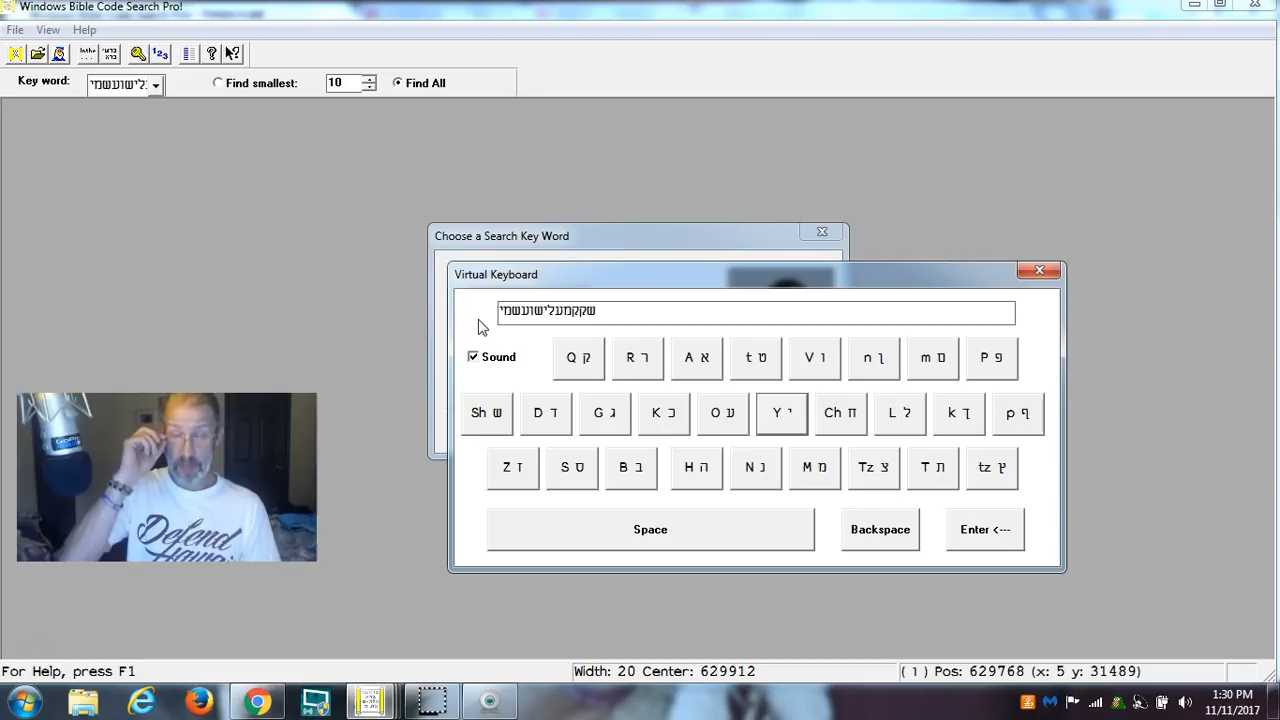 Windows Bible Code Search Pro!
File View Help
Key word: לישועשמי Find smallest: 10 Find All
Choose a Search Key Word
Virtual Keyboard
שקקמעלישועשמי
Sound
Q ק R ר A א t ט V ו n ן m ם P פ
Sh ש D ד G ג K כ O ע Y י Ch ח L ל k ך p ף
Z ז S ס B ב H ה N נ M מ Tz צ T ת tz ץ
Space Backspace Enter <---
Defend
Hawaii
For Help, press F1
Width: 20 Center: 629912
( 1 ) Pos: 629768 (x: 5 y: 31489)
1:30 PM
11/11/2017